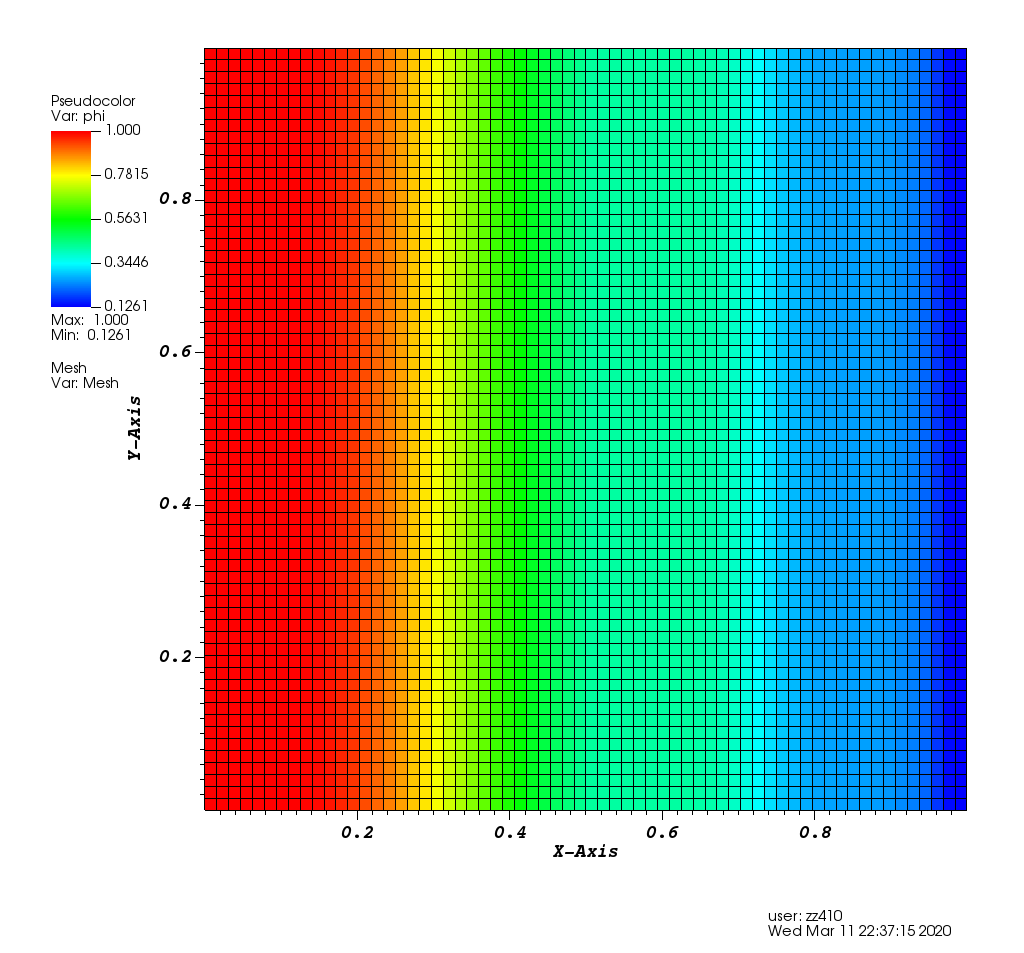 Pseudocolor
Var: phi
1.000
0.7815
0.5631
0.3446
0.1261
Max: 1.000
Min: 0.1261
Mesh
Var: Mesh
Y-Axis
0.8
0.6
0.4
0.2
0.2 0.4 0.6 0.8
X-Axis
user: zz410
Wed Mar 11 22:37:15 2020